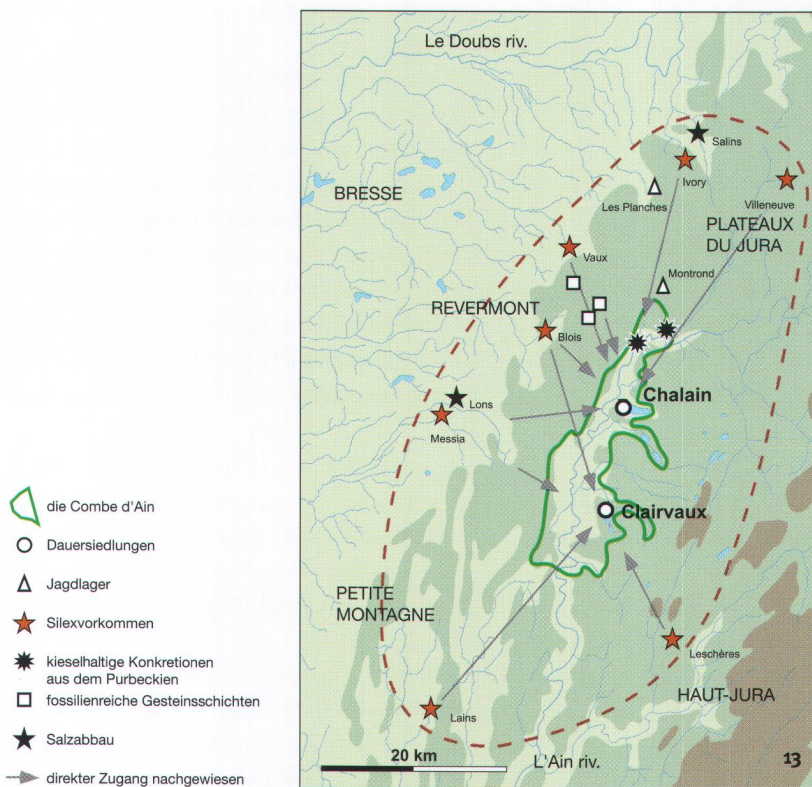 Le Doubs riv.
Salins
Ivory
BRESSE
Les Planches
Villeneuve
PLATEAUX
DU JURA
Vaux
Montrond
REVERMONT
Blois
Chalain
Lons
Messia
Clairvaux
PETITE
MONTAGNE
Leschères
HAUT-JURA
Lains
20 km
L'Ain riv.
13
die Combe d'Ain
Dauersiedlungen
Jagdlager
Silexvorkommen
kieselhaltige Konkretionen
aus dem Purbeckien
fossilienreiche Gesteinsschichten
Salzabbau
direkter Zugang nachgewiesen